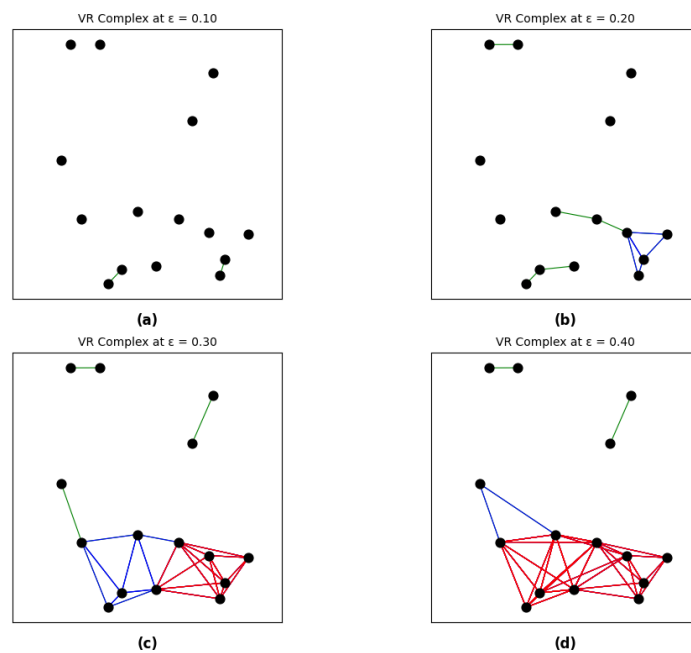 VR Complex at ε = 0.10
VR Complex at ε = 0.20
(a)
(b)
VR Complex at ε = 0.30
VR Complex at ε = 0.40
(c)
(d)